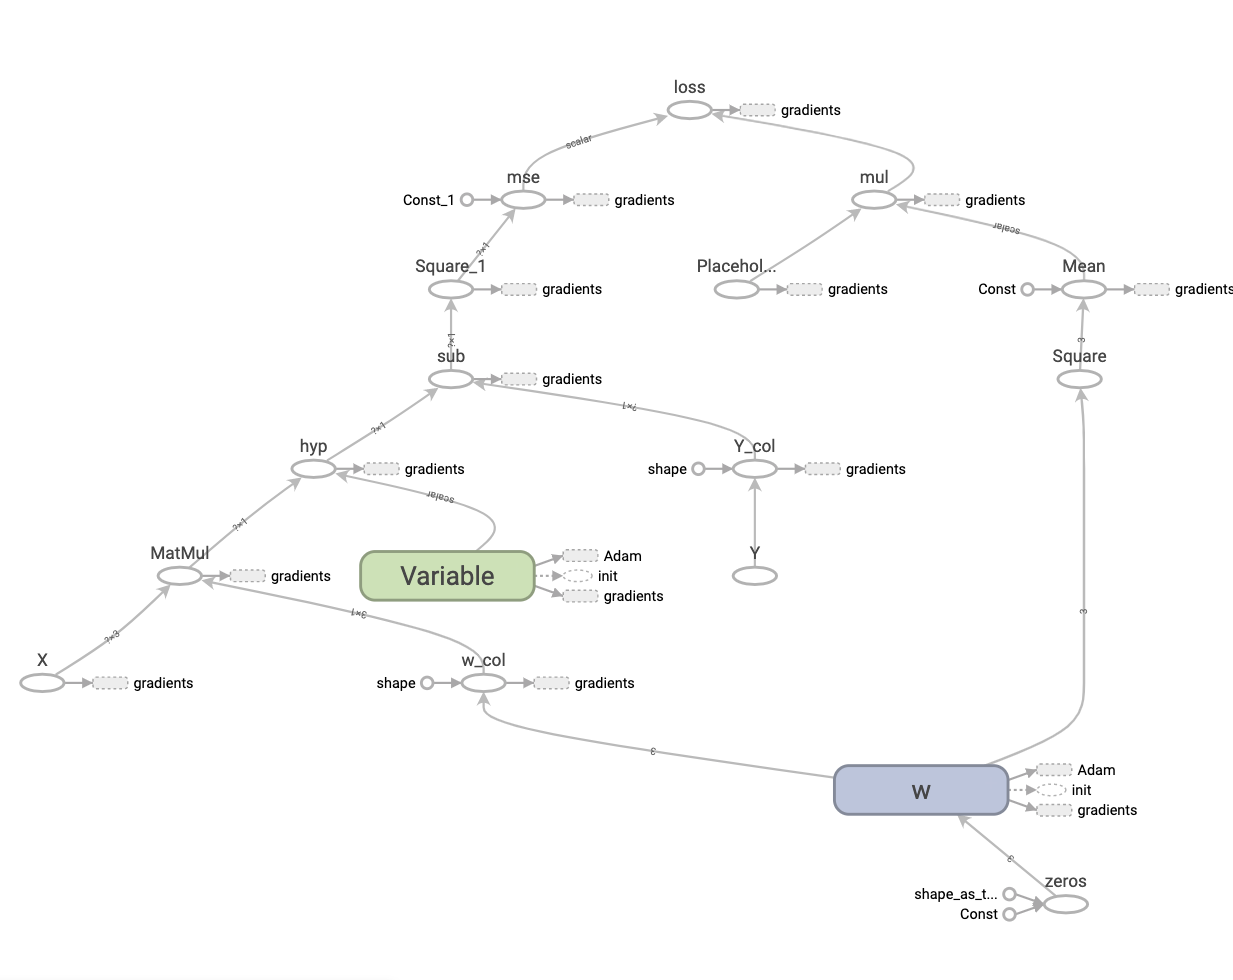 loss
gradients
scalar
mse
Const_1
gradients
mul
gradients
scalar
?×1
Square_1
gradients
Placehol...
gradients
Mean
Const
gradients
?×1
sub
gradients
3
Square
?×1
?×1
hyp
gradients
Y_col
shape
gradients
scalar
?×1
MatMul
gradients
Variable
Adam
init
gradients
Y
3×1
?×3
3
X
gradients
w_col
shape
gradients
3
w
Adam
init
gradients
3
zeros
shape_as_t...
Const